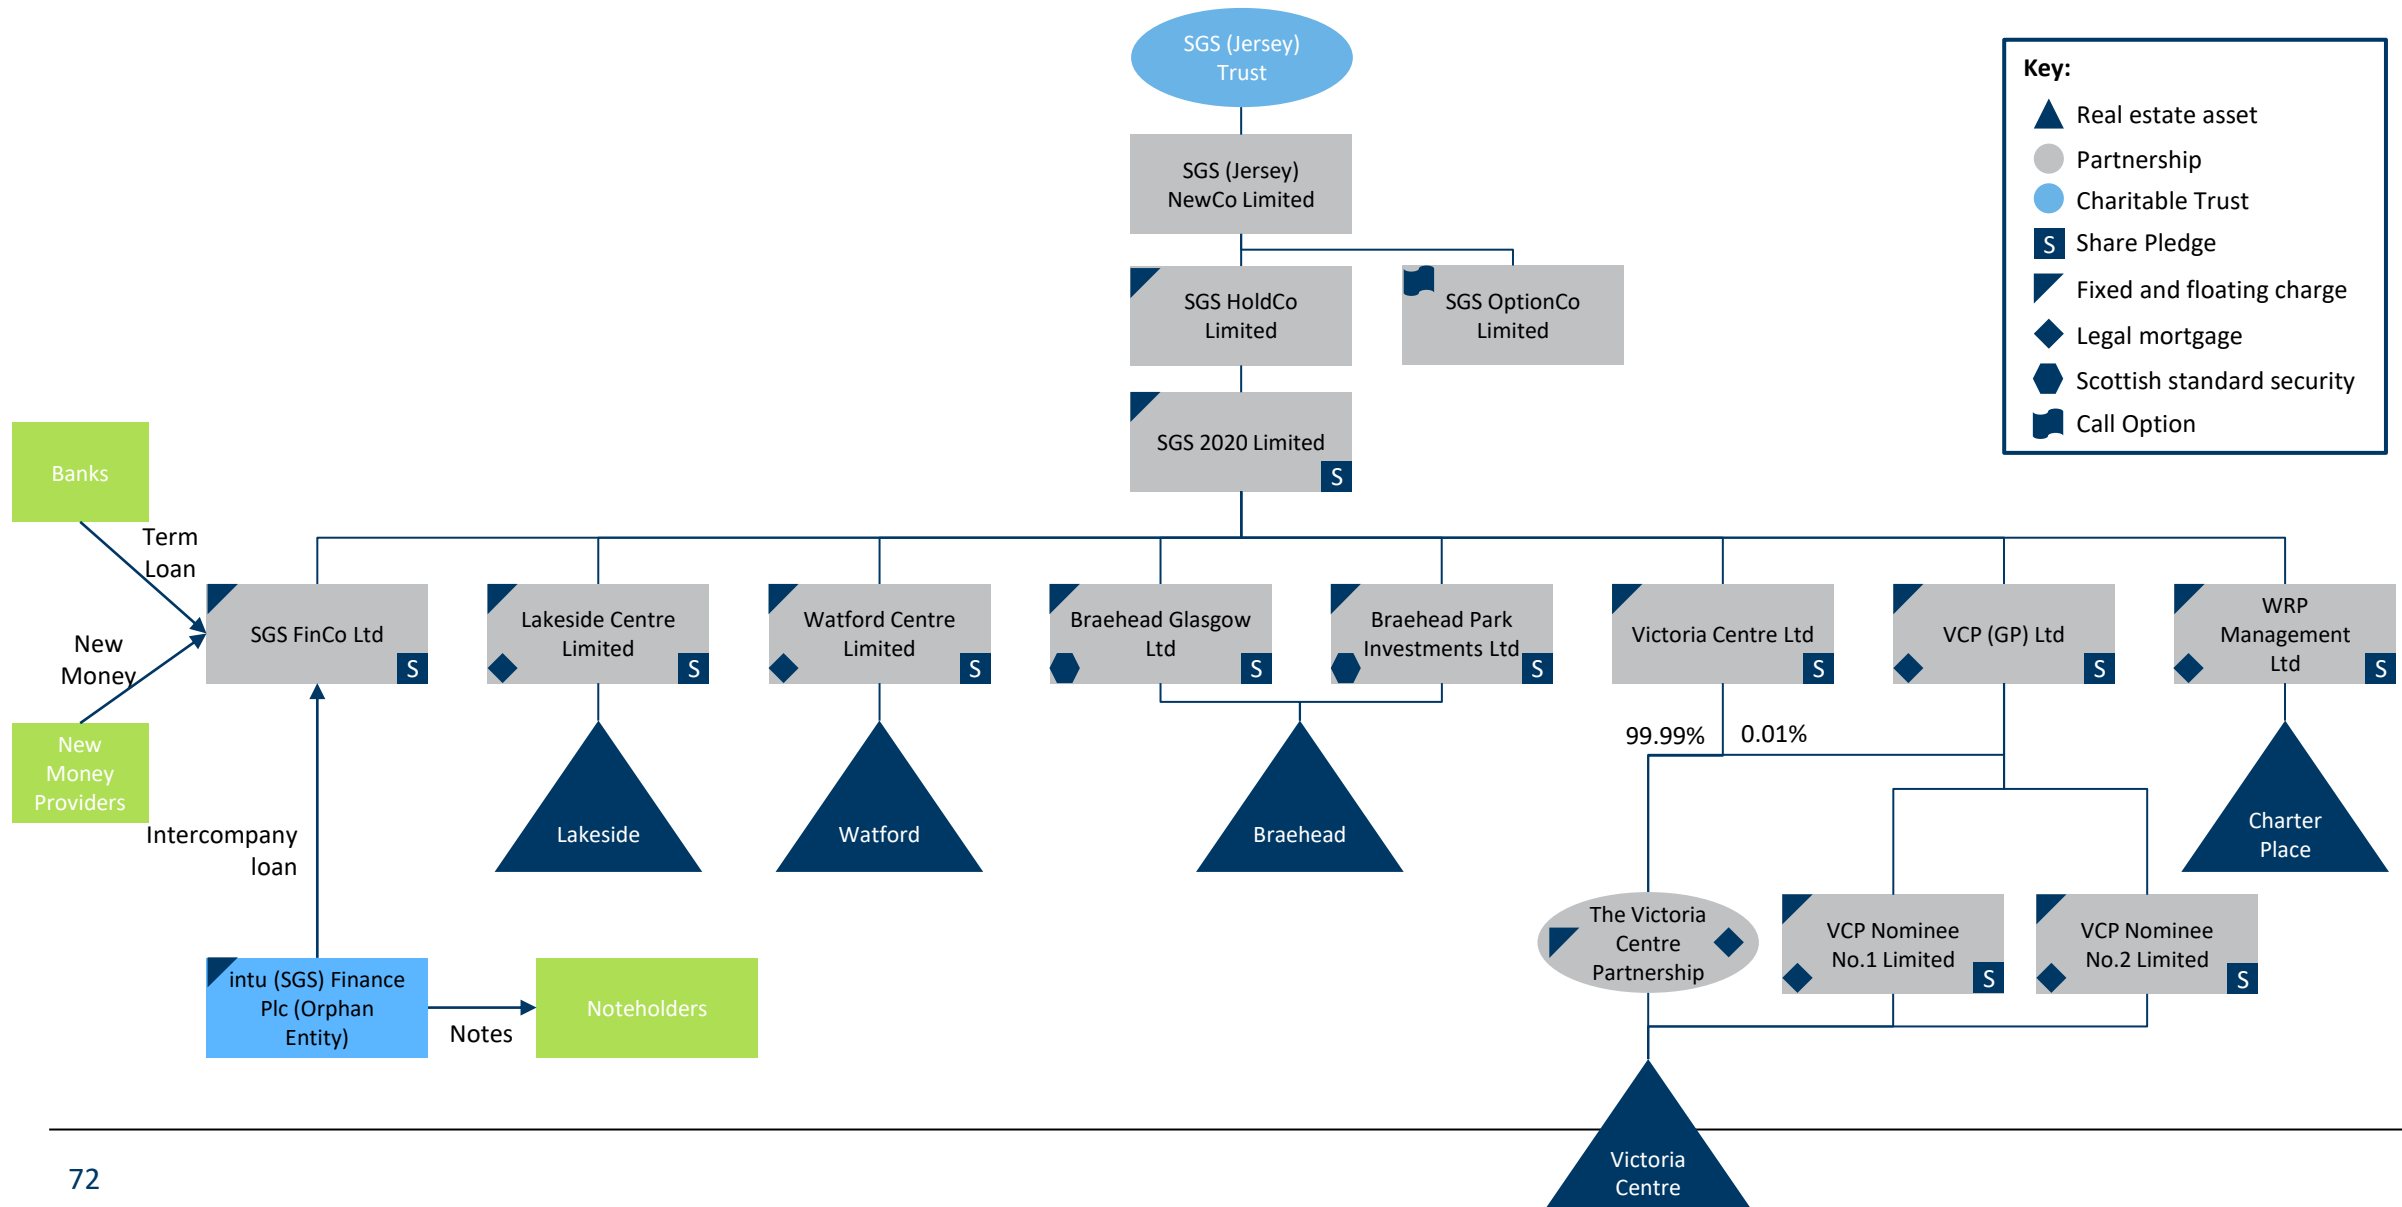 SGS (Jersey)
Trust
Key:
Real estate asset
Partnership
Charitable Trust
S Share Pledge
Fixed and floating charge
Legal mortgage
Scottish standard security
Call Option
SGS (Jersey)
NewCo Limited
SGS HoldCo
Limited
SGS OptionCo
Limited
SGS 2020 Limited
S
Banks
Term
Loan
New
Money
New
Money
Providers
SGS FinCo Ltd
S
Lakeside Centre
Limited
S
Watford Centre
Limited
S
Braehead Glasgow
Ltd
S
Braehead Park
Investments Ltd
S
Victoria Centre Ltd
S
VCP (GP) Ltd
S
WRP
Management
Ltd
S
99.99%
0.01%
Lakeside
Watford
Braehead
Charter
Place
Intercompany
loan
The Victoria
Centre
Partnership
VCP Nominee
No.1 Limited
S
VCP Nominee
No.2 Limited
S
intu (SGS) Finance
Plc (Orphan
Entity)
Notes
Noteholders
Victoria
Centre
72